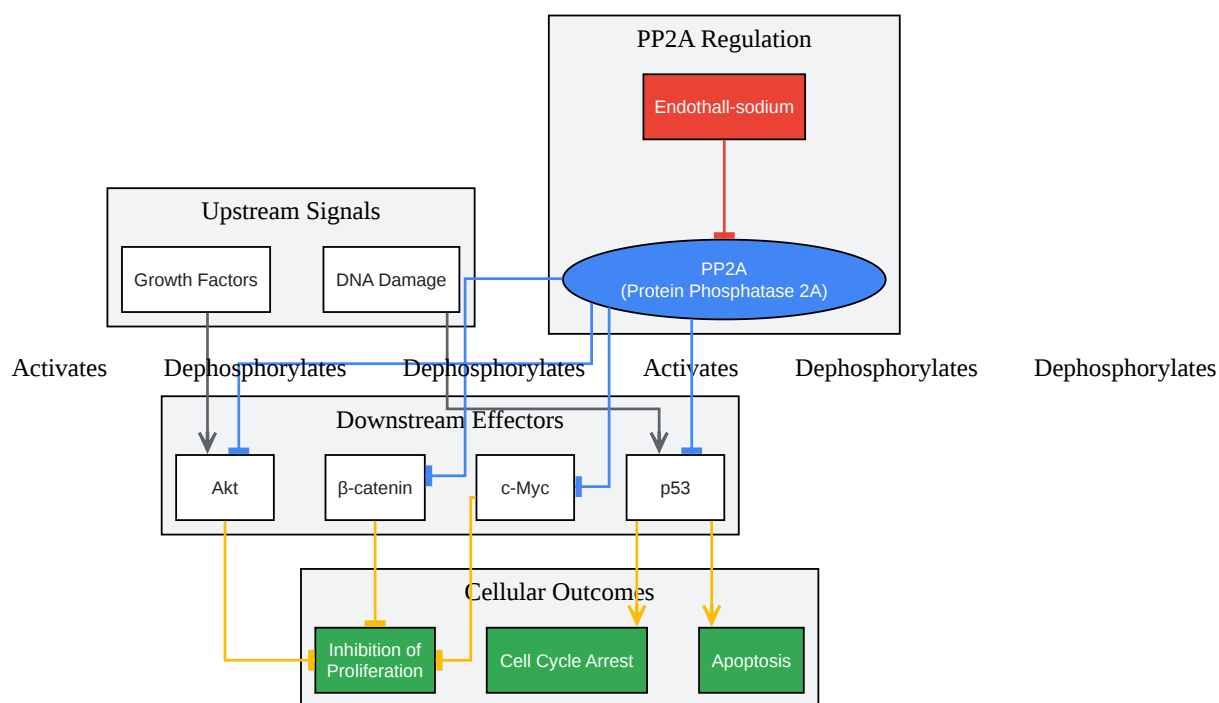 PP2A Regulation
Endothall-sodium
Upstream Signals
Growth Factors
DNA Damage
PP2A
(Protein Phosphatase 2A)
Activates
Dephosphorylates
Dephosphorylates
Activates
Dephosphorylates
Dephosphorylates
Downstream Effectors
Akt
β-catenin
c-Myc
p53
Cellular Outcomes
Inhibition of
Proliferation
Cell Cycle Arrest
Apoptosis